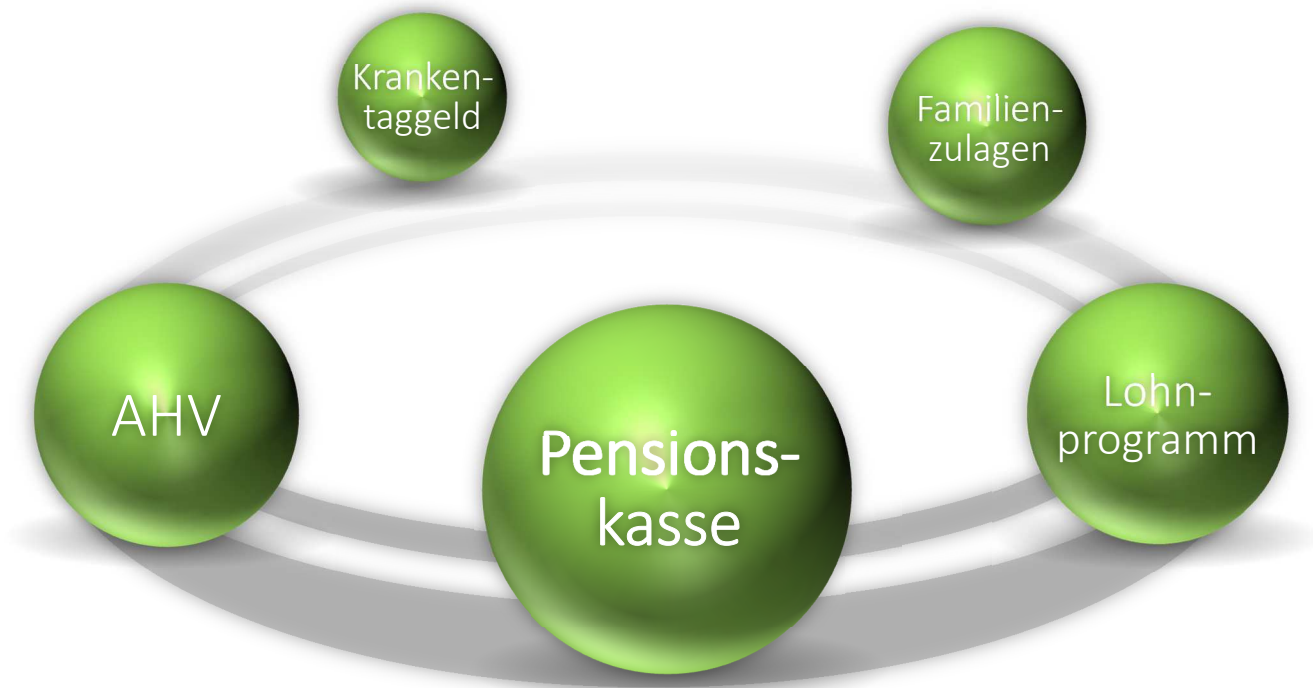 Kranken-
taggeld
Familien-
zulagen
AHV
Pensions-
kasse
Lohn-
programm